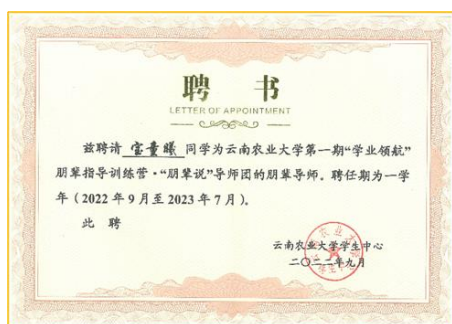 聘 书
LETTER OF APPOINTMENT
兹聘请 宝童曦 同学为云南农业大学第一期“学业领航”
朋辈指导训练营·“朋辈说”导师团的朋辈导师。聘任期为一学
年（2022年9月至2023年7月）。
此 聘
云南农业大学学生中心
二〇二二年九月